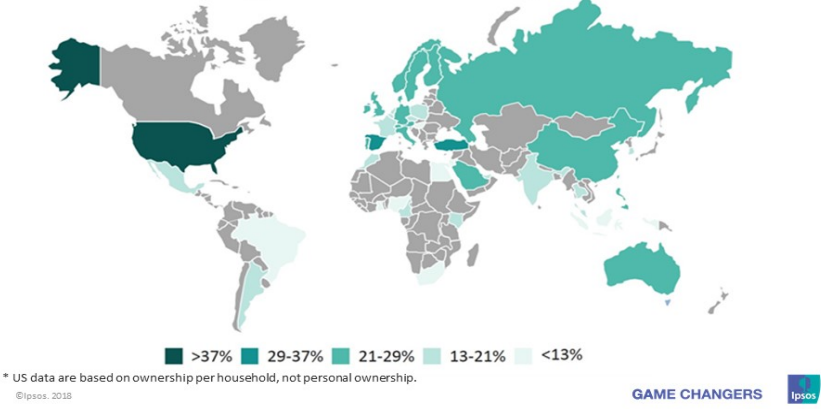 >37% 29-37% 21-29% 13-21% <13%
* US data are based on ownership per household, not personal ownership.
©Ipsos. 2018
GAME CHANGERS
Ipsos